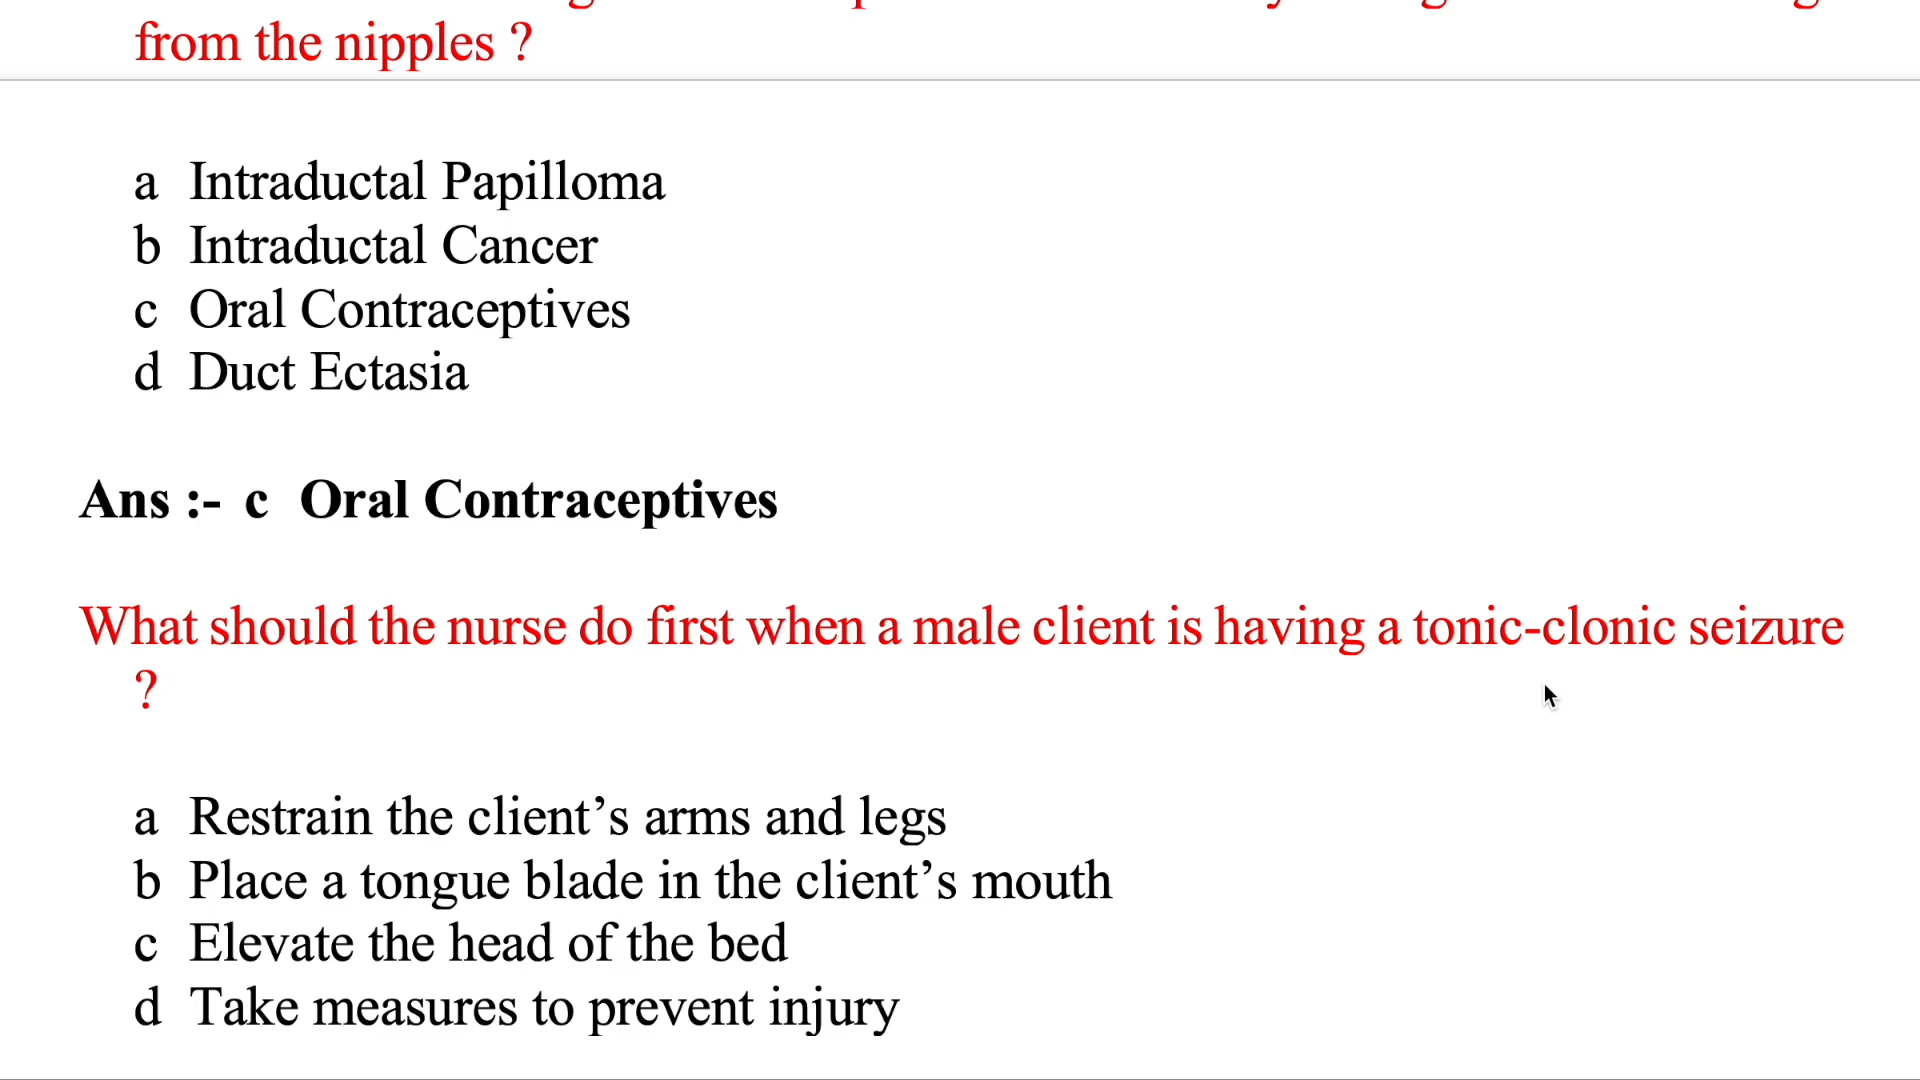 from the nipples ?
a Intraductal Papilloma
b Intraductal Cancer
c Oral Contraceptives
d Duct Ectasia
Ans :- c Oral Contraceptives
What should the nurse do first when a male client is having a tonic-clonic seizure
?
a Restrain the client’s arms and legs
b Place a tongue blade in the client’s mouth
c Elevate the head of the bed
d Take measures to prevent injury